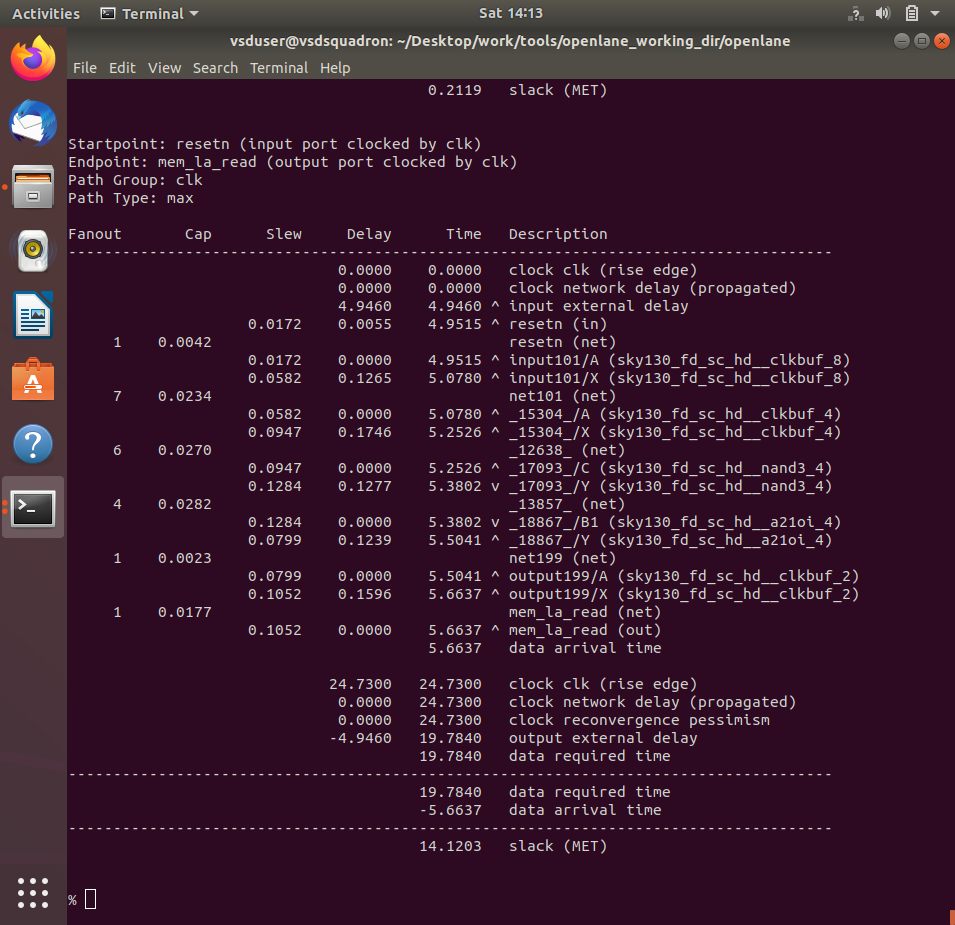 Activities Terminal Sat 14:13
vsduser@vsdsquadron: ~/Desktop/work/tools/openlane_working_dir/openlane
File Edit View Search Terminal Help
0.2119 slack (MET)
Startpoint: resetn (input port clocked by clk)
Endpoint: mem_la_read (output port clocked by clk)
Path Group: clk
Path Type: max
Fanout Cap Slew Delay Time Description
-------------------------------------------------------------------------------------
0.0000 0.0000 clock clk (rise edge)
0.0000 0.0000 clock network delay (propagated)
4.9460 4.9460 ^ input external delay
0.0172 0.0055 4.9515 ^ resetn (in)
1 0.0042 resetn (net)
0.0172 0.0000 4.9515 ^ input101/A (sky130_fd_sc_hd__clkbuf_8)
0.0582 0.1265 5.0780 ^ input101/X (sky130_fd_sc_hd__clkbuf_8)
7 0.0234 net101 (net)
0.0582 0.0000 5.0780 ^ _15304_/A (sky130_fd_sc_hd__clkbuf_4)
0.0947 0.1746 5.2526 ^ _15304_/X (sky130_fd_sc_hd__clkbuf_4)
6 0.0270 _12638_ (net)
0.0947 0.0000 5.2526 ^ _17093_/C (sky130_fd_sc_hd__nand3_4)
0.1284 0.1277 5.3802 v _17093_/Y (sky130_fd_sc_hd__nand3_4)
4 0.0282 _13857_ (net)
0.1284 0.0000 5.3802 v _18867_/B1 (sky130_fd_sc_hd__a21oi_4)
0.0799 0.1239 5.5041 ^ _18867_/Y (sky130_fd_sc_hd__a21oi_4)
1 0.0023 net199 (net)
0.0799 0.0000 5.5041 ^ output199/A (sky130_fd_sc_hd__clkbuf_2)
0.1052 0.1596 5.6637 ^ output199/X (sky130_fd_sc_hd__clkbuf_2)
1 0.0177 mem_la_read (net)
0.1052 0.0000 5.6637 ^ mem_la_read (out)
5.6637 data arrival time
24.7300 24.7300 clock clk (rise edge)
0.0000 24.7300 clock network delay (propagated)
0.0000 24.7300 clock reconvergence pessimism
-4.9460 19.7840 output external delay
19.7840 data required time
-------------------------------------------------------------------------------------
19.7840 data required time
-5.6637 data arrival time
-------------------------------------------------------------------------------------
14.1203 slack (MET)
%